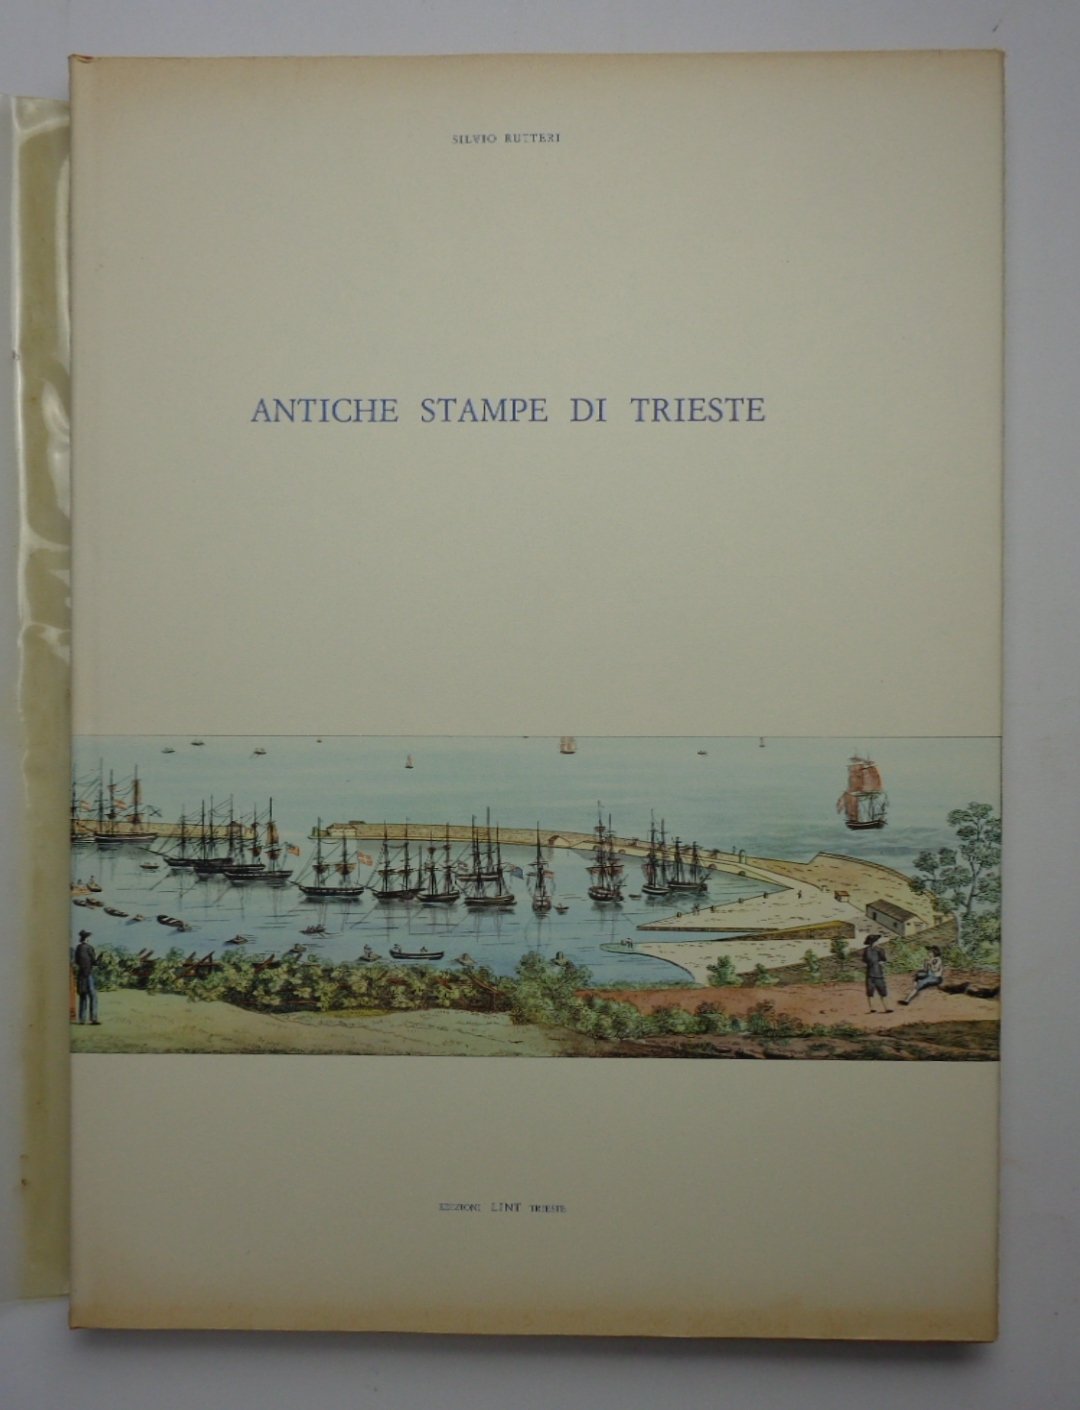 SILVIO RUTTERI
ANTICHE STAMPE DI TRIESTE
EDIZIONI LINT TRIESTE